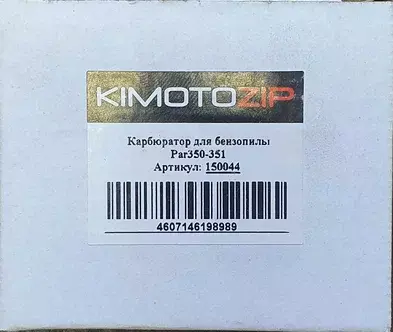 KIMOTOZIP
Карбюратор для бензопилы
Par350-351
Артикул: 150044
4607146198989